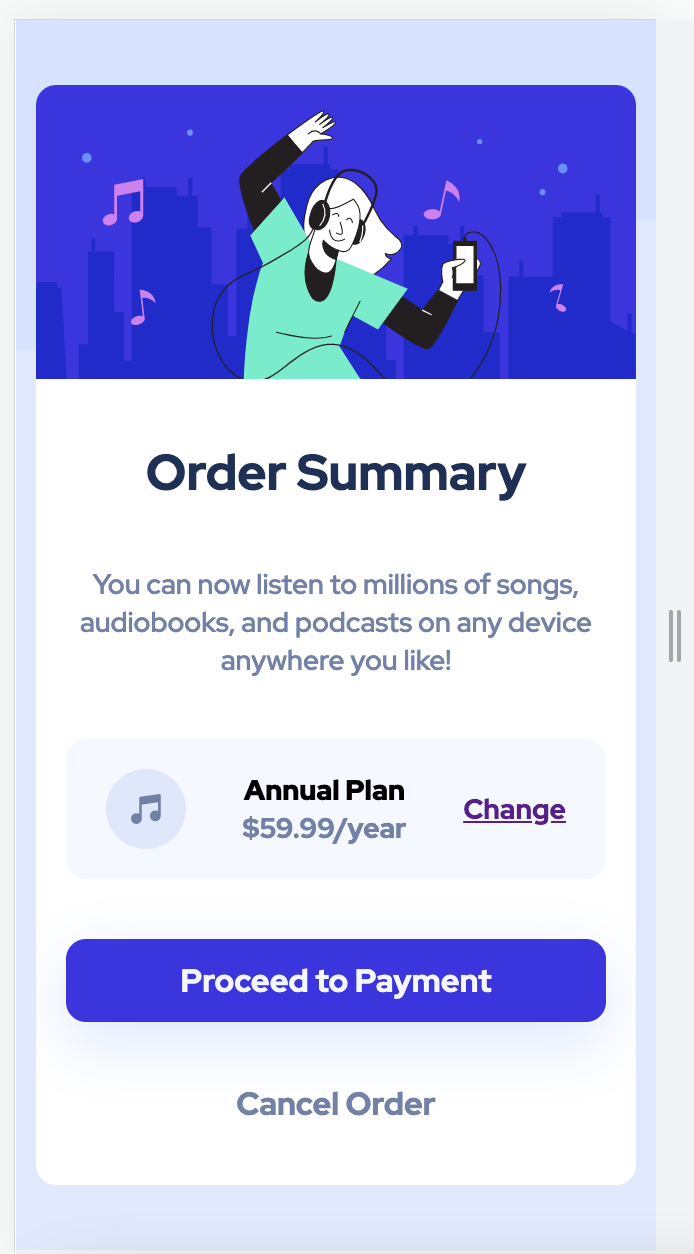 Order Summary
You can now listen to millions of songs,
audiobooks, and podcasts on any device
anywhere you like!
Annual Plan
$59.99/year
Change
Proceed to Payment
Cancel Order